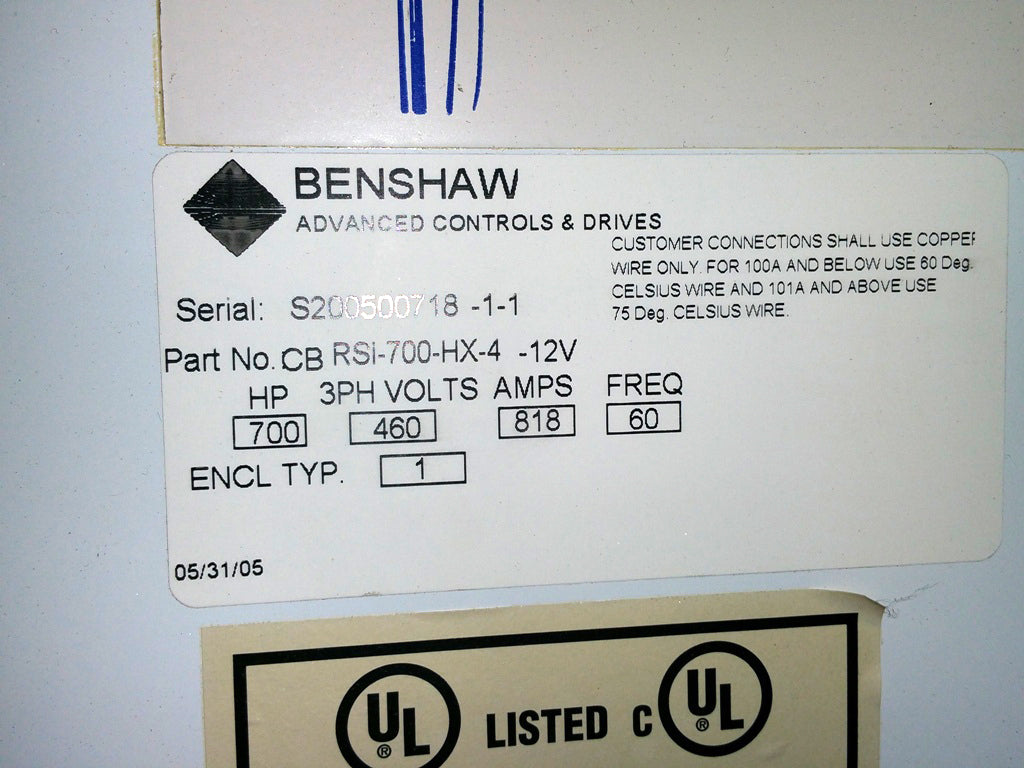 BENSHAW
ADVANCED CONTROLS & DRIVES
CUSTOMER CONNECTIONS SHALL USE COPPER
WIRE ONLY. FOR 100A AND BELOW USE 60 Deg.
CELSIUS WIRE AND 101A AND ABOVE USE
75 Deg. CELSIUS WIRE.
Serial: S200500718 -1-1
Part No. CB RSi-700-HX-4 -12V
HP 3PH VOLTS AMPS FREQ
700 460 818 60
ENCL TYP. 1
05/31/05
UL® LISTED C UL®